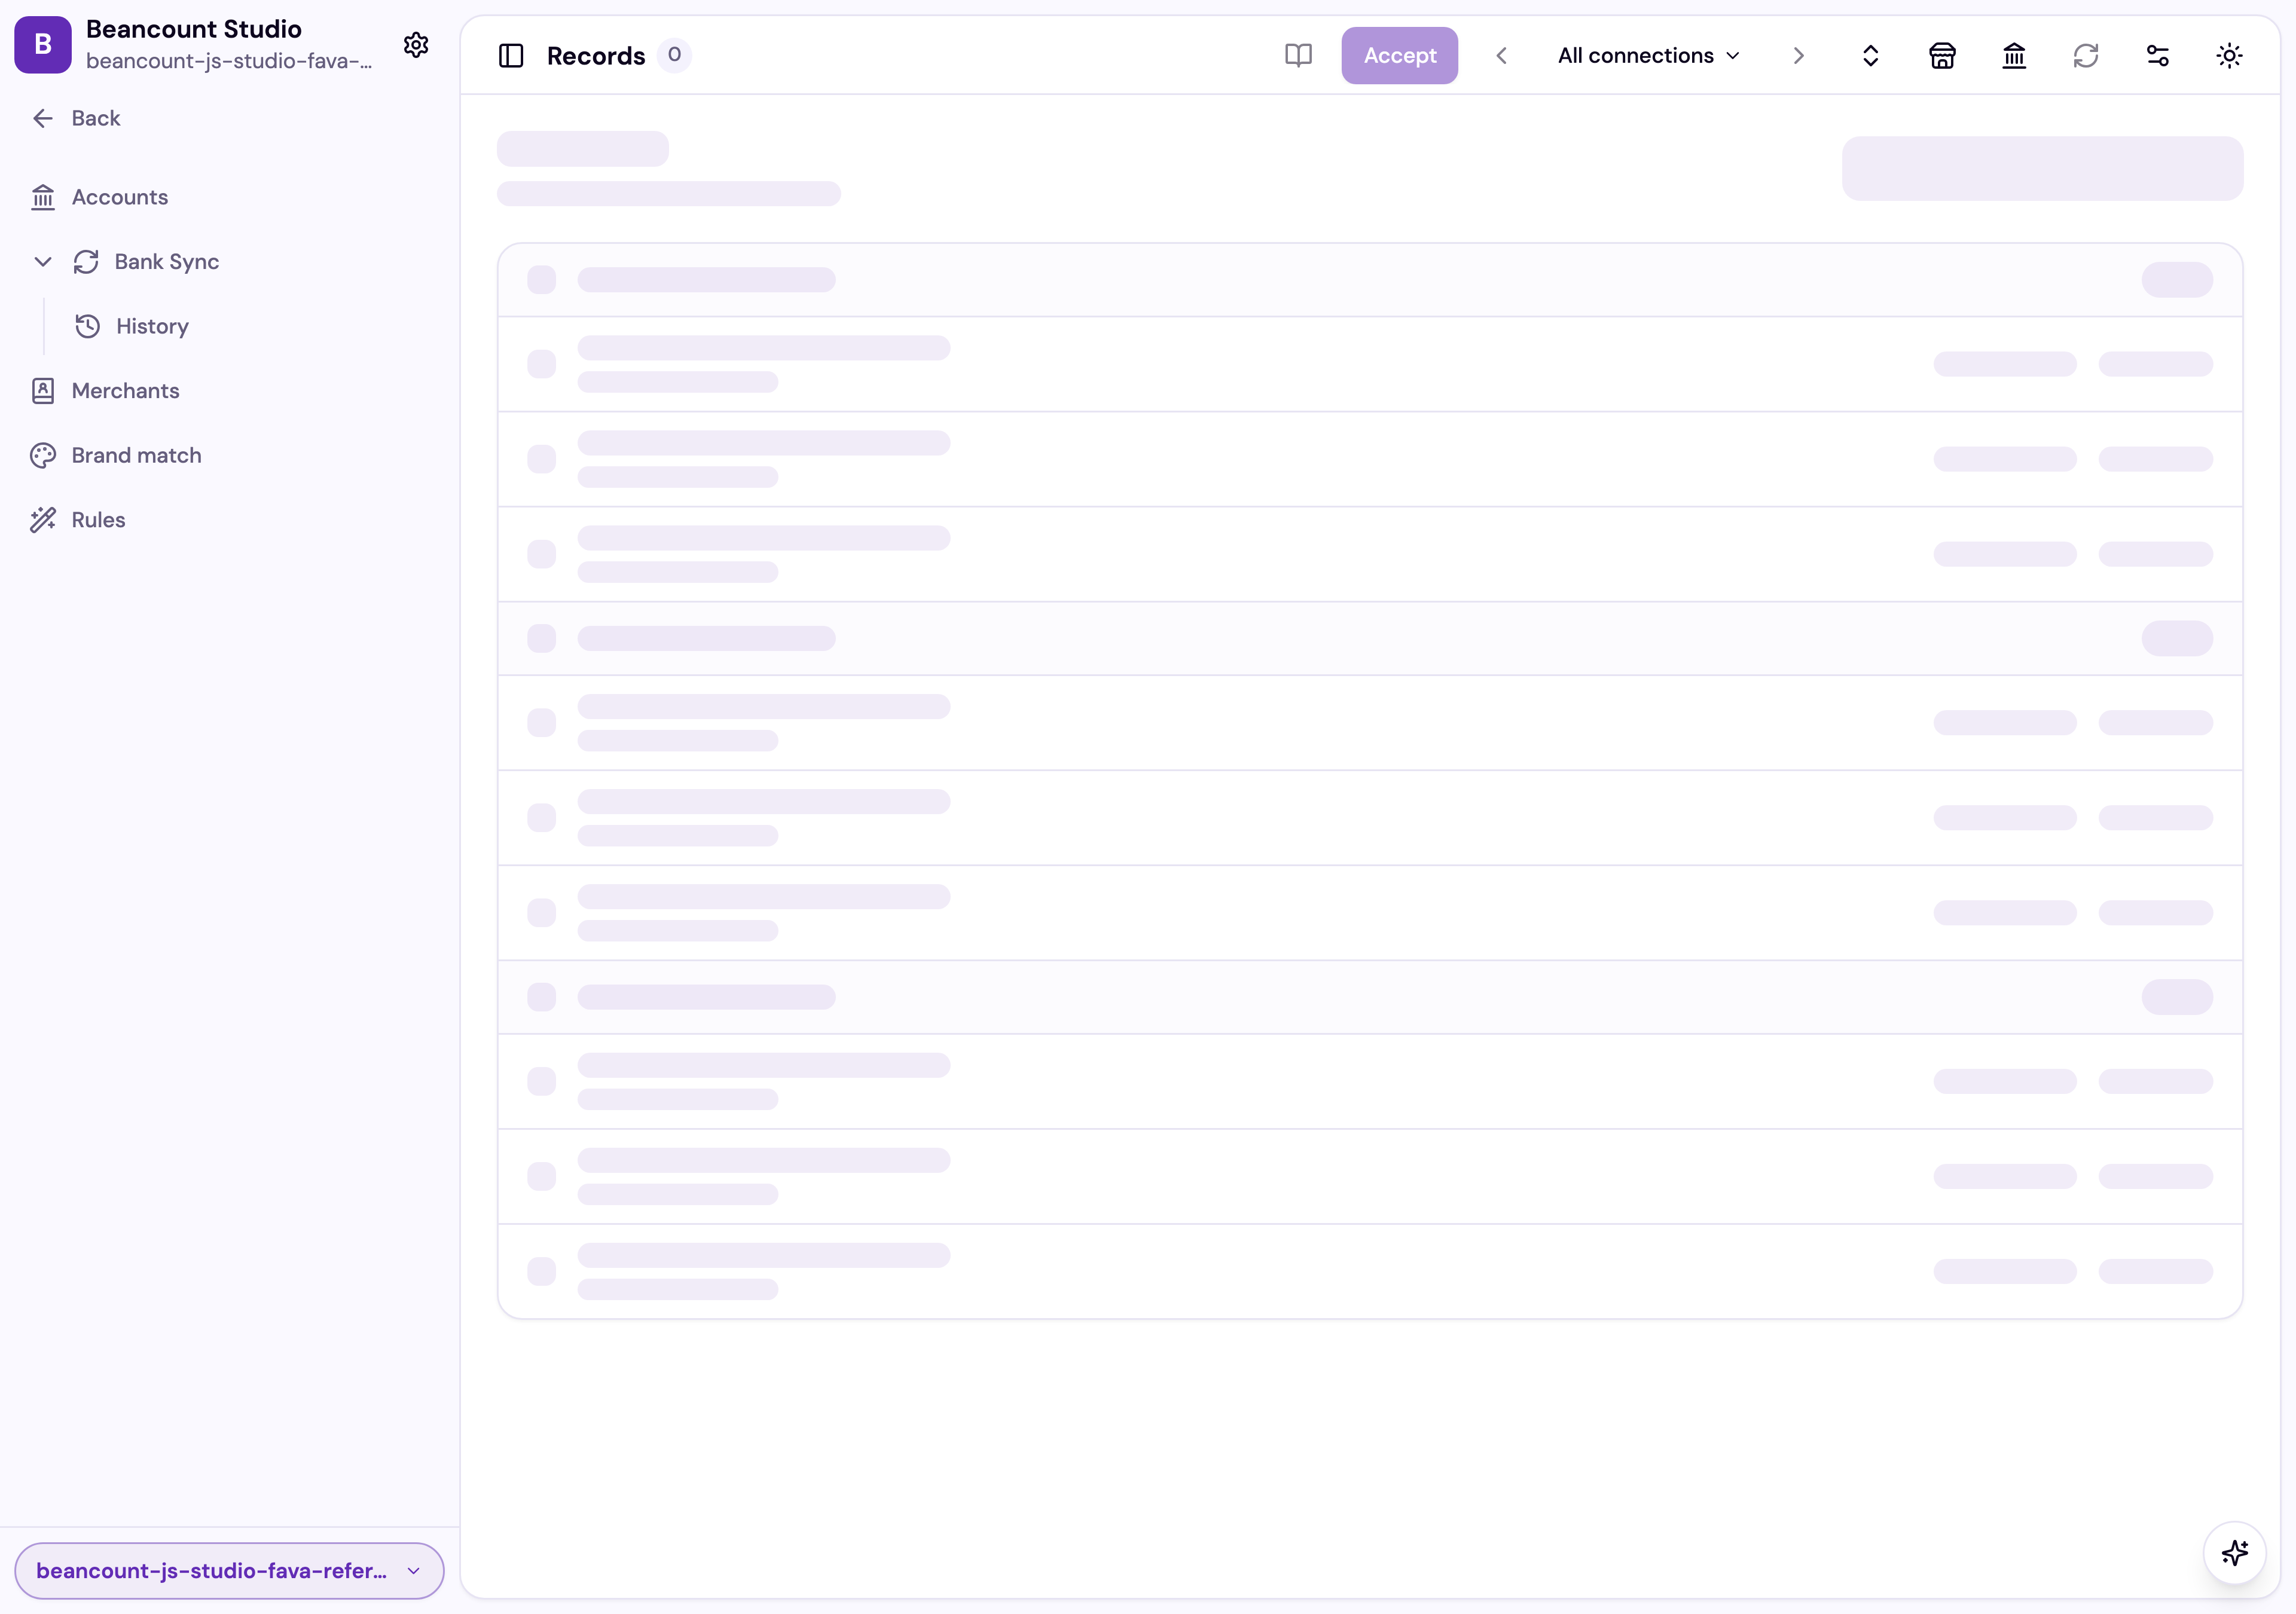 B
Beancount Studio
beancount-js-studio-fava-...
Back
Accounts
Bank Sync
History
Merchants
Brand match
Rules
beancount-js-studio-fava-refer...
Records 0
Accept
All connections